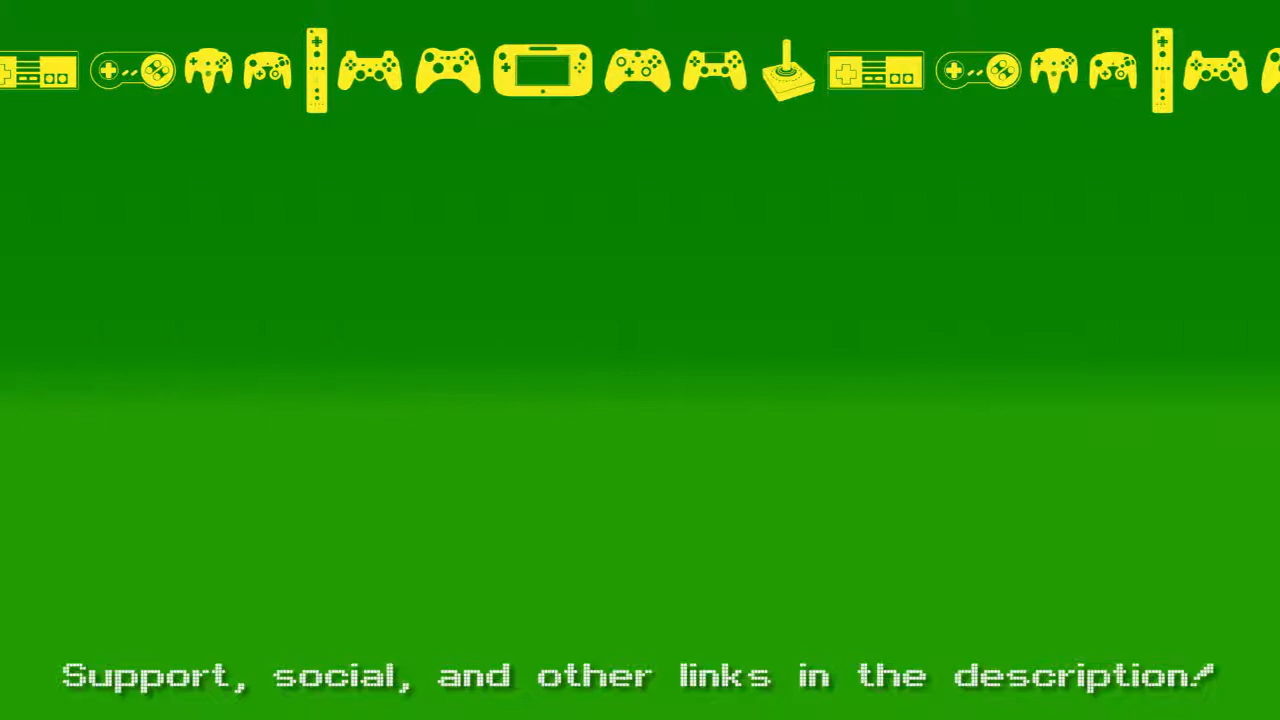 Support, social, and other links in the description!